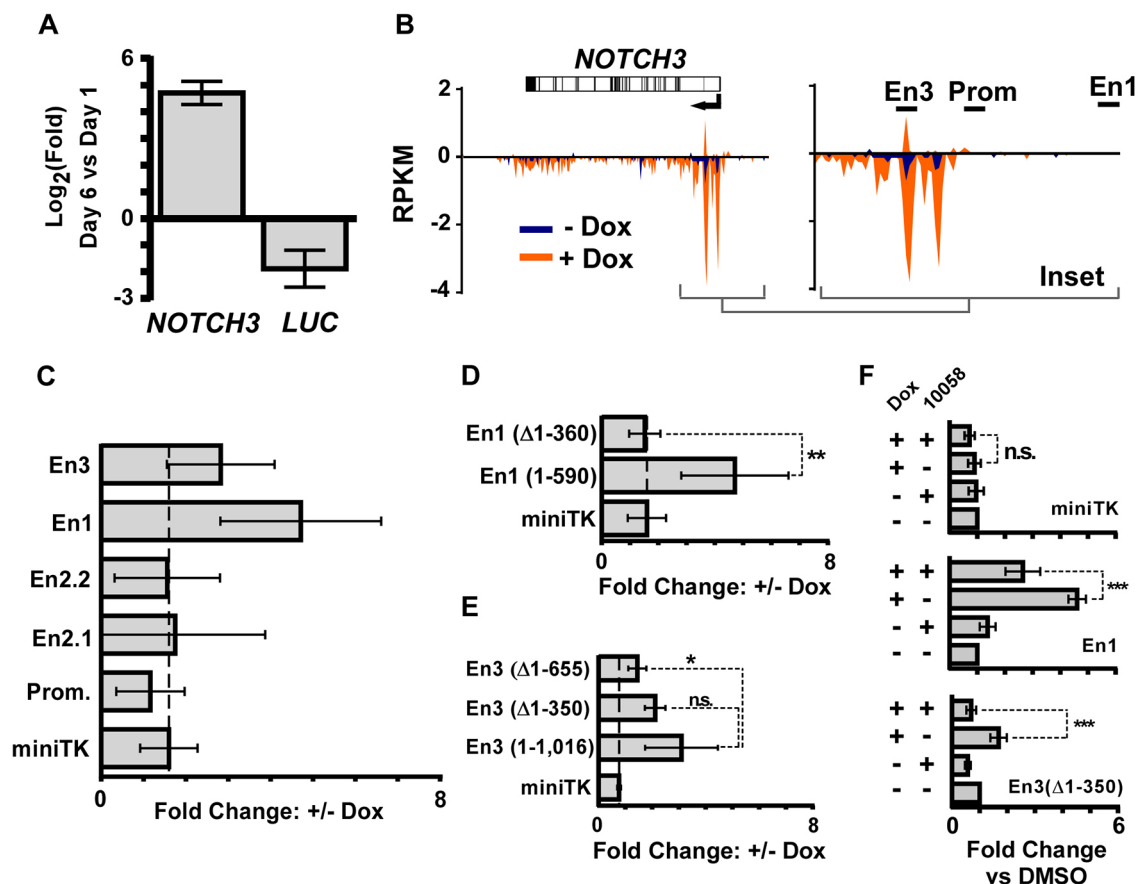 A
Log2(Fold)
Day 6 vs Day 1
6
0
-3
NOTCH3 LUC
B
NOTCH3
RPKM
2
0
-2
-4
- Dox
+ Dox
En3 Prom En1
Inset
C
En3
En1
En2.2
En2.1
Prom.
miniTK
0 8
Fold Change: +/- Dox
D
En1 (Δ1-360)
En1 (1-590)
miniTK
**
0 8
Fold Change: +/- Dox
E
En3 (Δ1-655)
En3 (Δ1-350)
En3 (1-1,016)
miniTK
*
n.s.
0 8
Fold Change: +/- Dox
F
Dox 10058
+ +
+ -
- +
- -
n.s.
miniTK
+ +
+ -
- +
- -
***
En1
+ +
+ -
- +
- -
***
En3(Δ1-350)
0 6
Fold Change
vs DMSO